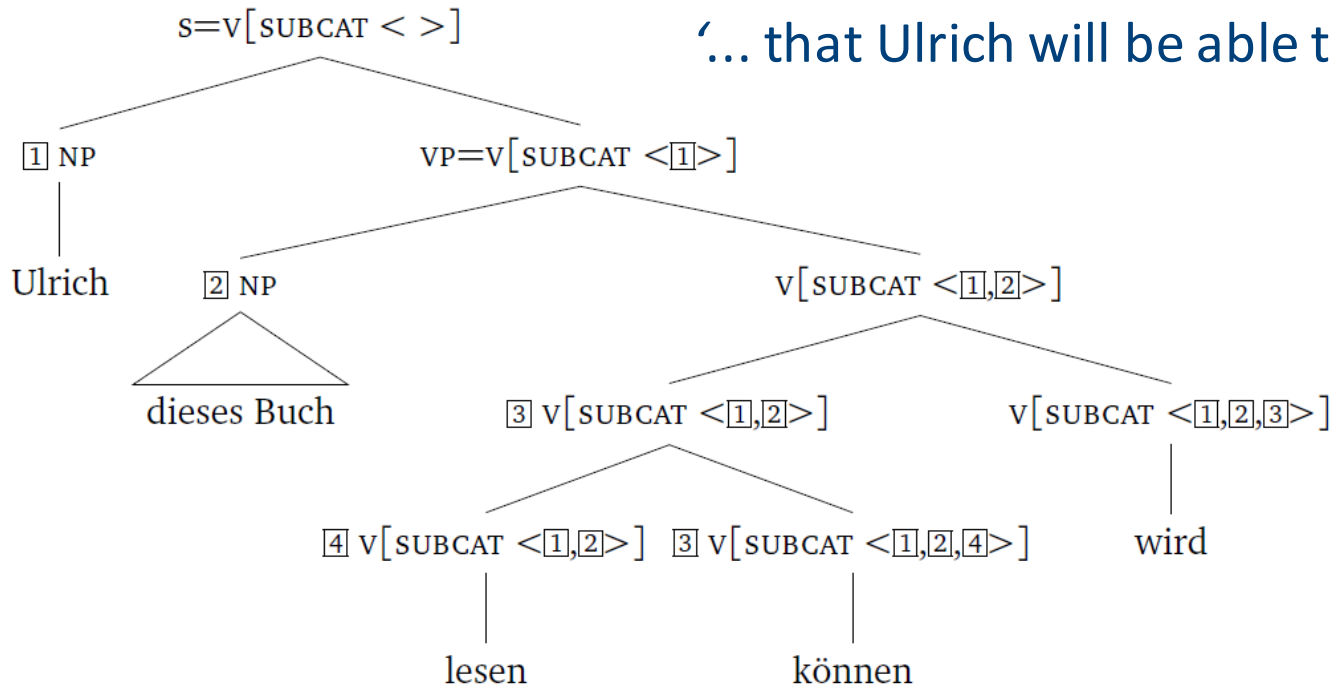 S=V[SUBCAT < >]
‘... that Ulrich will be able t
1 NP
VP=V[SUBCAT <1>]
Ulrich
2 NP
V[SUBCAT <1,2>]
dieses Buch
3 V[SUBCAT <1,2>]
V[SUBCAT <1,2,3>]
4 V[SUBCAT <1,2>]
3 V[SUBCAT <1,2,4>]
wird
lesen
können